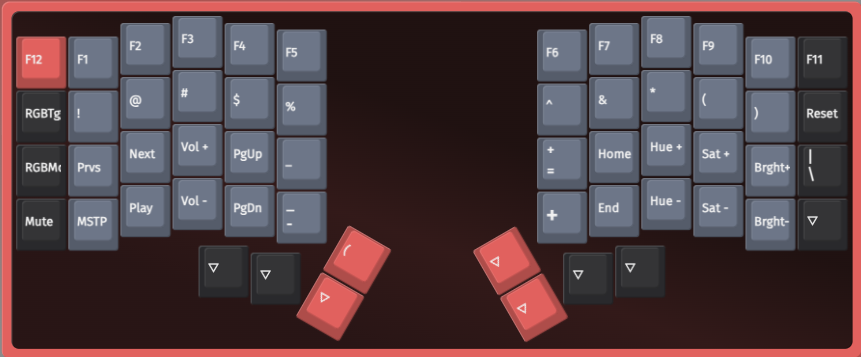 F12 F1 F2 F3 F4 F5 F6 F7 F8 F9 F10 F11
RGBTg ! @ # $ % ^ & * ( ) Reset
RGBMo Prvs Next Vol + PgUp _ + = Home Hue + Sat + Brght+ | \
Mute MSTP Play Vol - PgDn _ - + End Hue - Sat - Brght- ▽
▽ ▽ ( ◁ ▽ ▽
▷ ◁